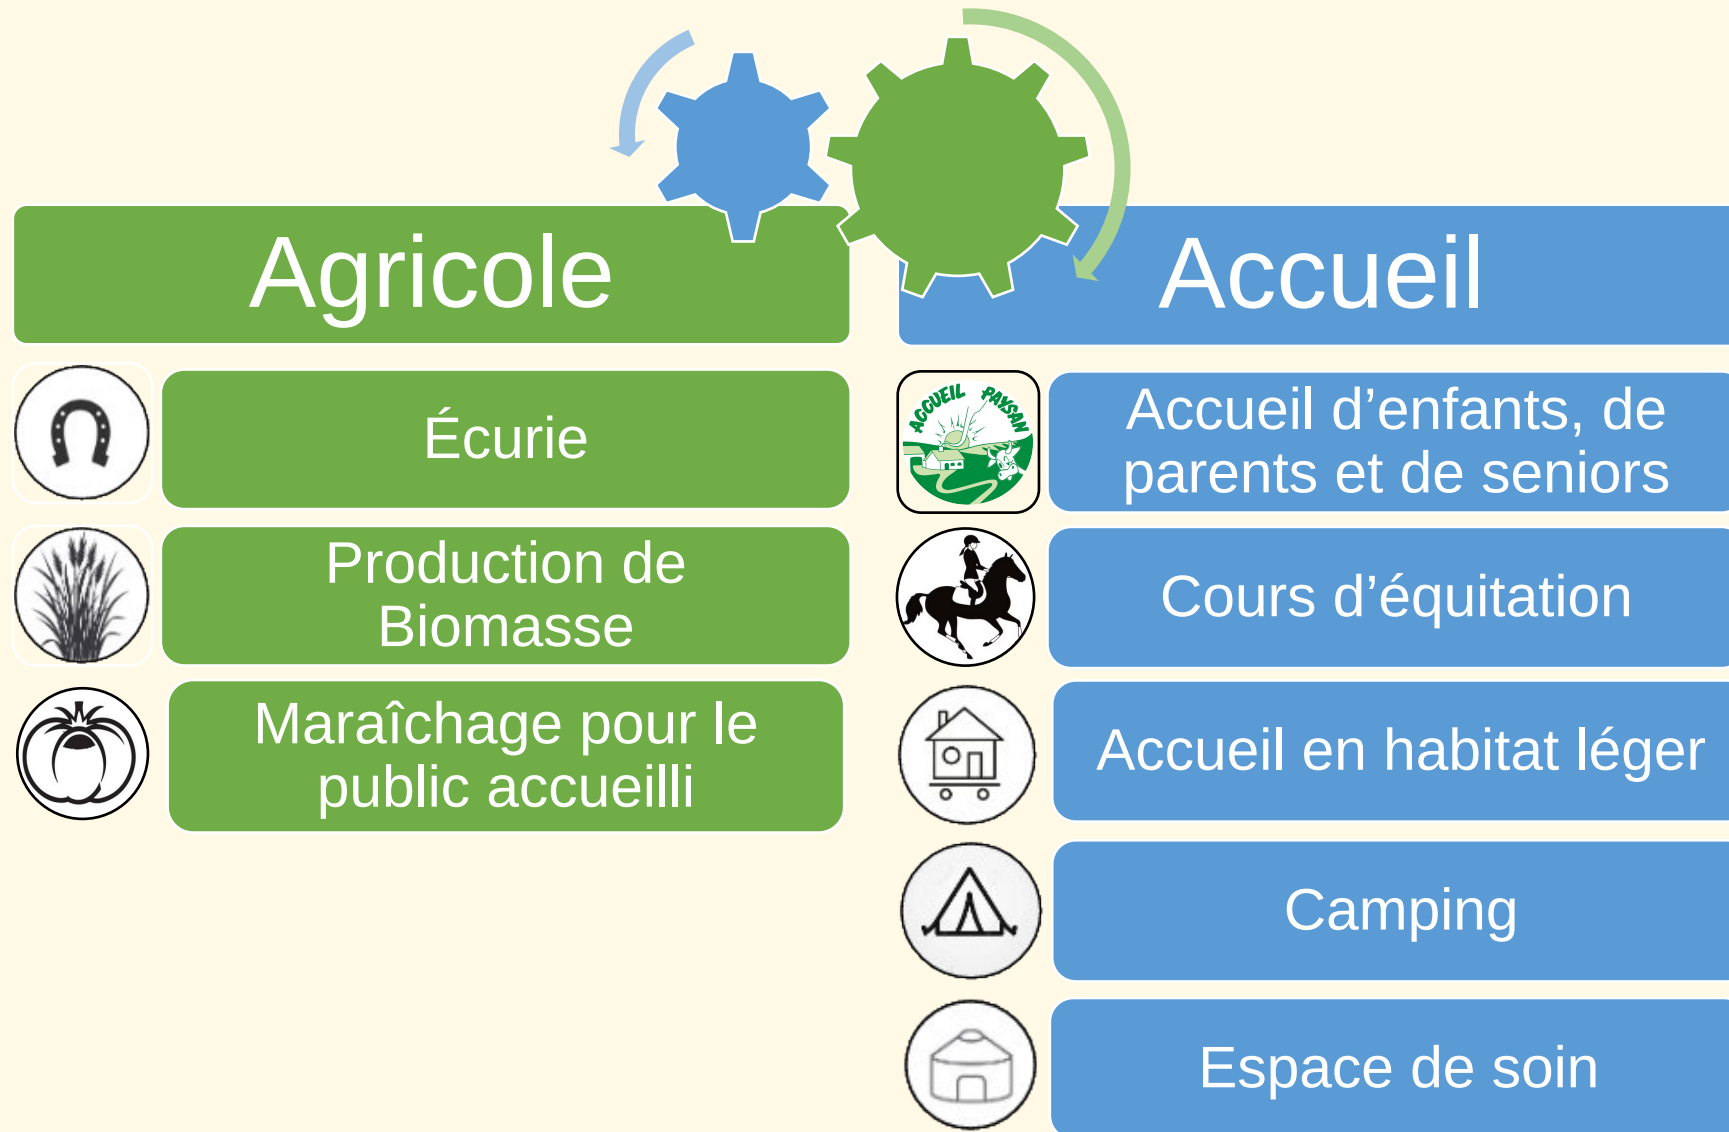 Agricole
Écurie
Production de
Biomasse
Maraîchage pour le
public accueilli
Accueil
ACCUEIL PAYSAN
Accueil d’enfants, de
parents et de seniors
Cours d’équitation
Accueil en habitat léger
Camping
Espace de soin